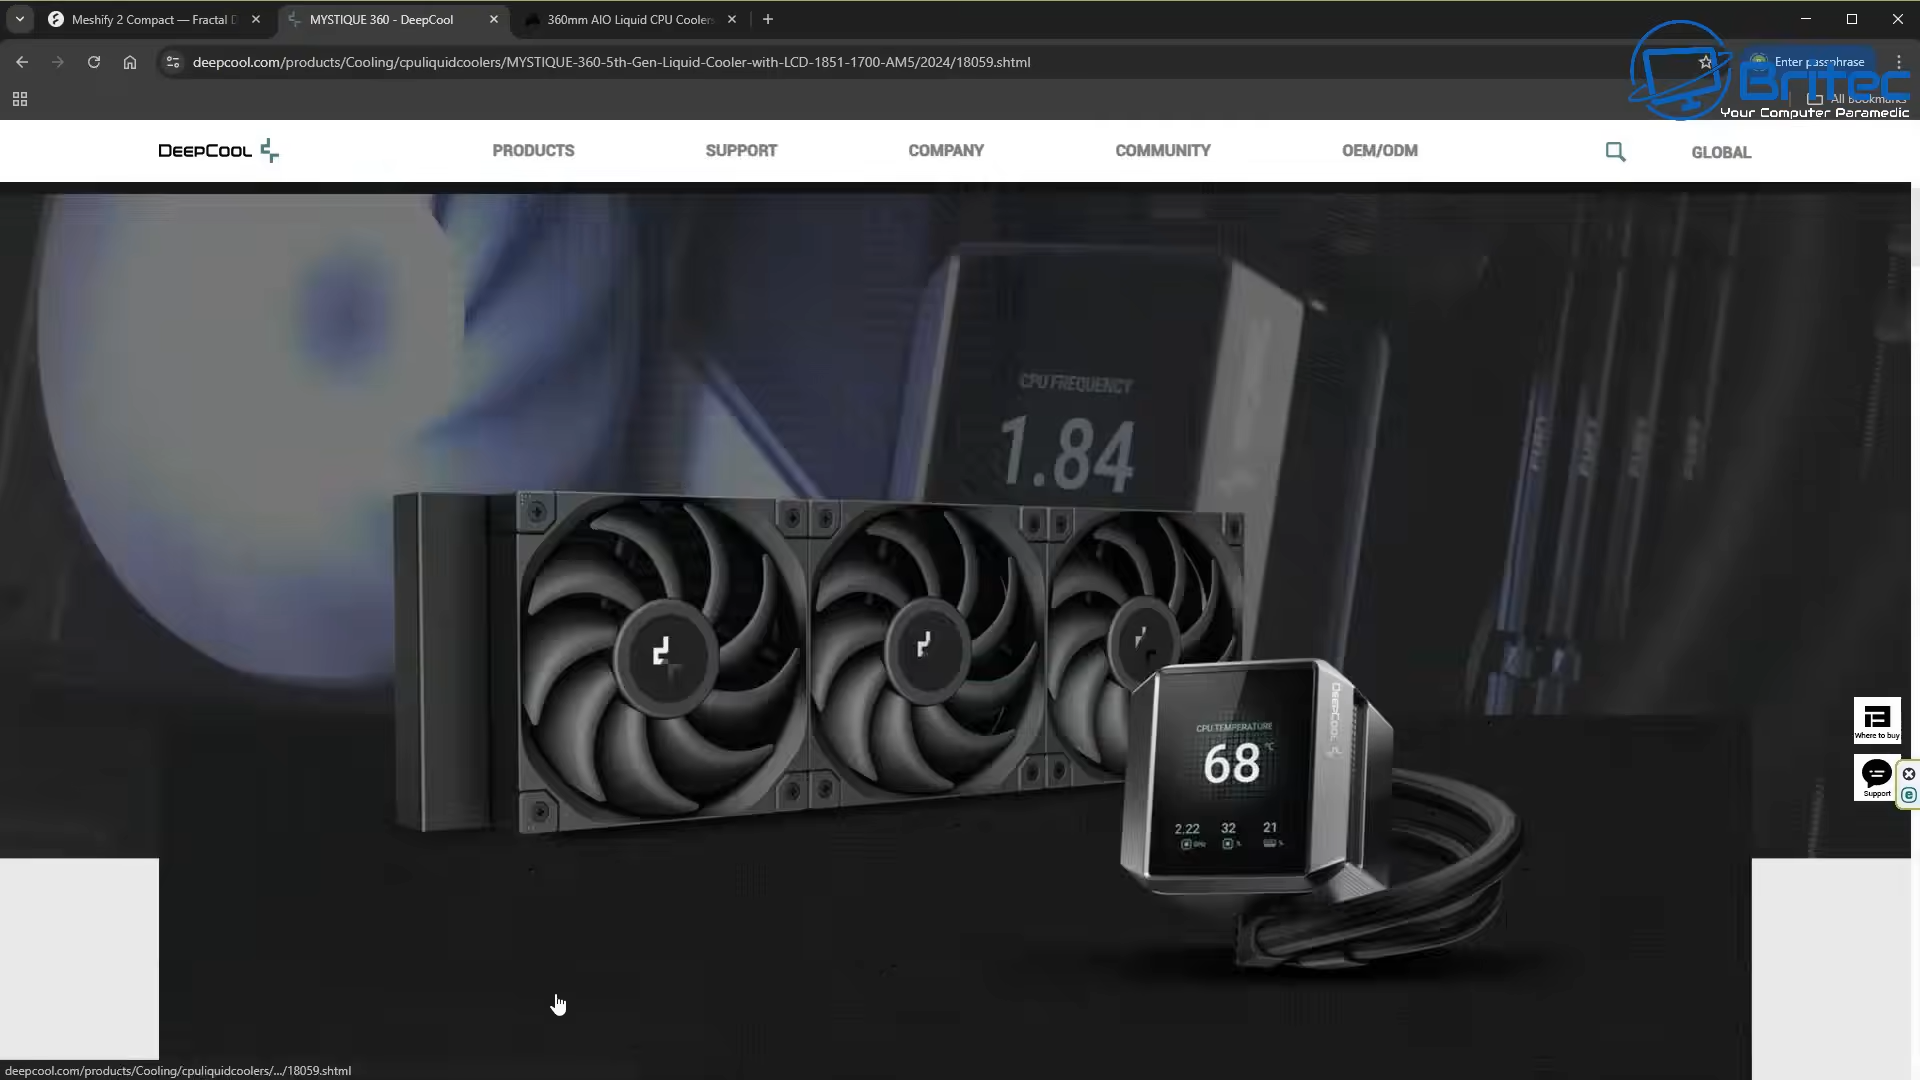 Meshify 2 Compact — Fractal D
MYSTIQUE 360 - DeepCool
360mm AIO Liquid CPU Coolers
deepcool.com/products/Cooling/cpuliquidcoolers/MYSTIQUE-360-5th-Gen-Liquid-Cooler-with-LCD-1851-1700-AM5/2024/18059.shtml
Enter passphrase
All Bookmarks
Britec
Your Computer Paramedic
DEEPCOOL
PRODUCTS
SUPPORT
COMPANY
COMMUNITY
OEM/ODM
GLOBAL
CPU FREQUENCY
1.84
CPU TEMPERATURE
68 °C
2.22 32 21
GHz % %
DEEPCOOL
Where to buy
Support
deepcool.com/products/Cooling/cpuliquidcoolers/.../18059.shtml